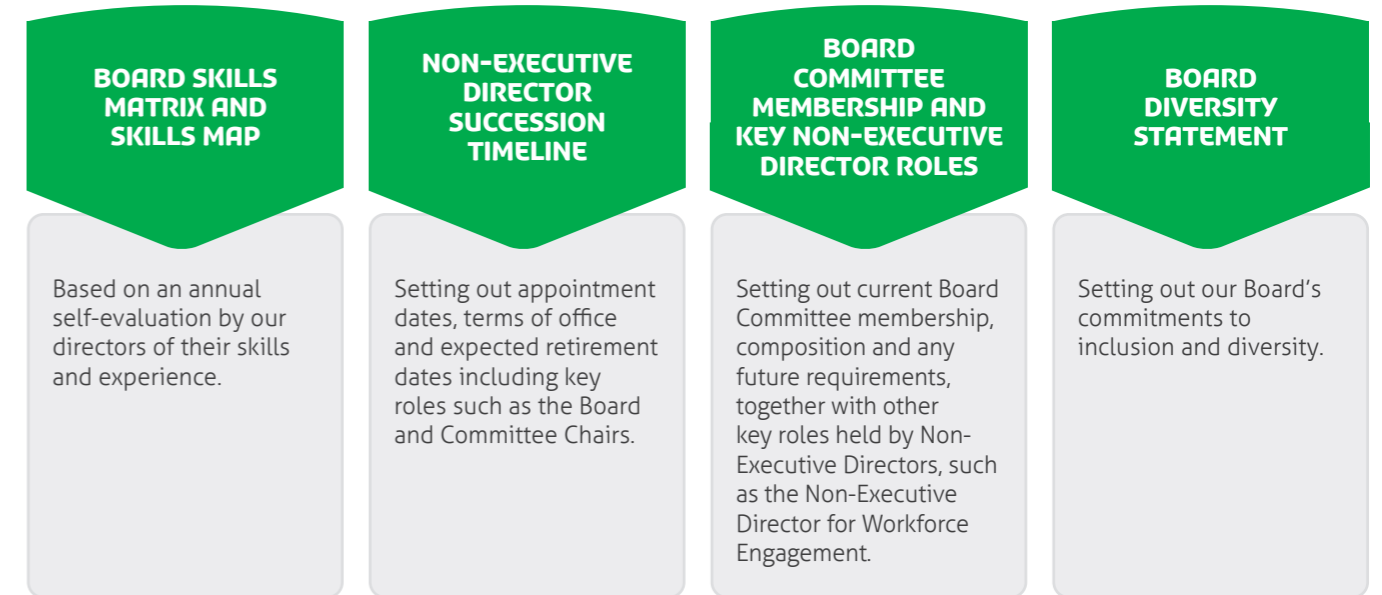 BOARD SKILLS
MATRIX AND
SKILLS MAP
Based on an annual
self-evaluation by our
directors of their skills
and experience.
NON-EXECUTIVE
DIRECTOR
SUCCESSION
TIMELINE
Setting out appointment
dates, terms of office
and expected retirement
dates including key
roles such as the Board
and Committee Chairs.
BOARD
COMMITTEE
MEMBERSHIP AND
KEY NON-EXECUTIVE
DIRECTOR ROLES
Setting out current Board
Committee membership,
composition and any
future requirements,
together with other
key roles held by Non-
Executive Directors, such
as the Non-Executive
Director for Workforce
Engagement.
BOARD
DIVERSITY
STATEMENT
Setting out our Board’s
commitments to
inclusion and diversity.